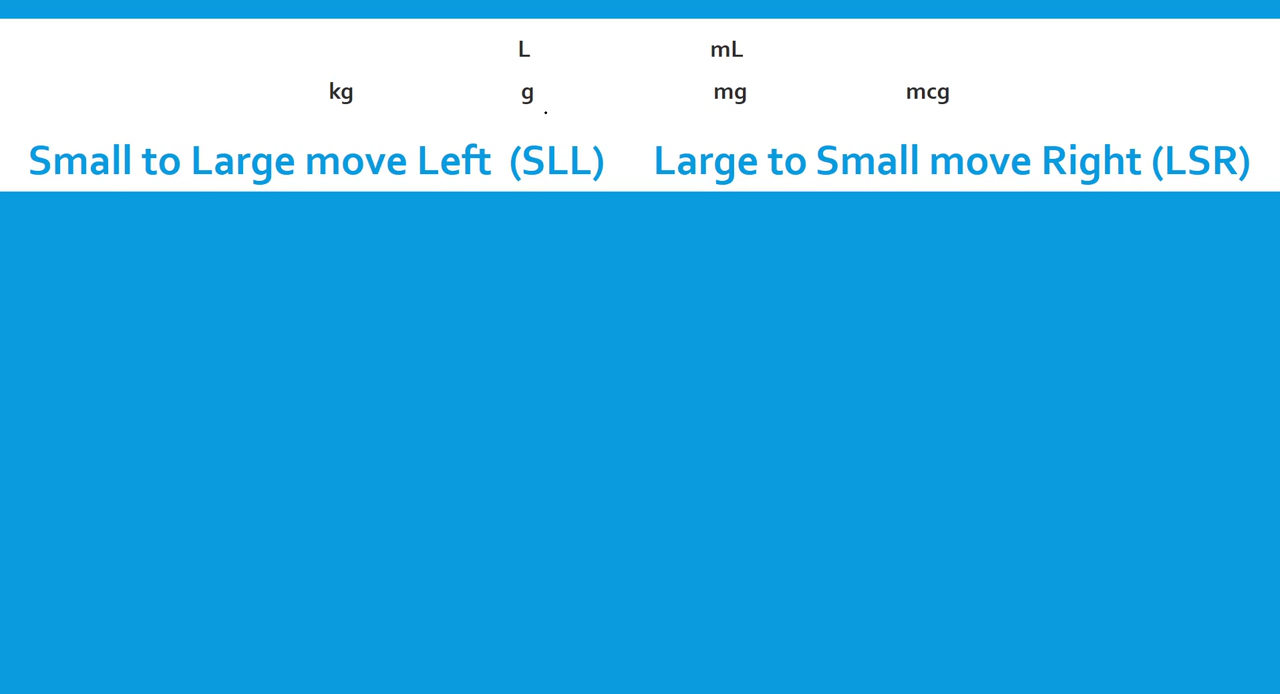 L mL
kg g mg mcg
.
Small to Large move Left (SLL) Large to Small move Right (LSR)